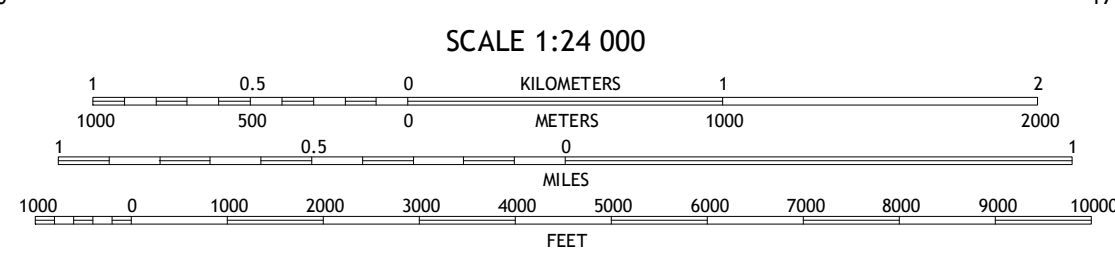 SCALE 1:24 000
1 0.5 0 KILOMETERS 1 2
1000 500 0 METERS 1000 2000
1 0.5 0 1
MILES
1000 0 1000 2000 3000 4000 5000 6000 7000 8000 9000 10000
FEET